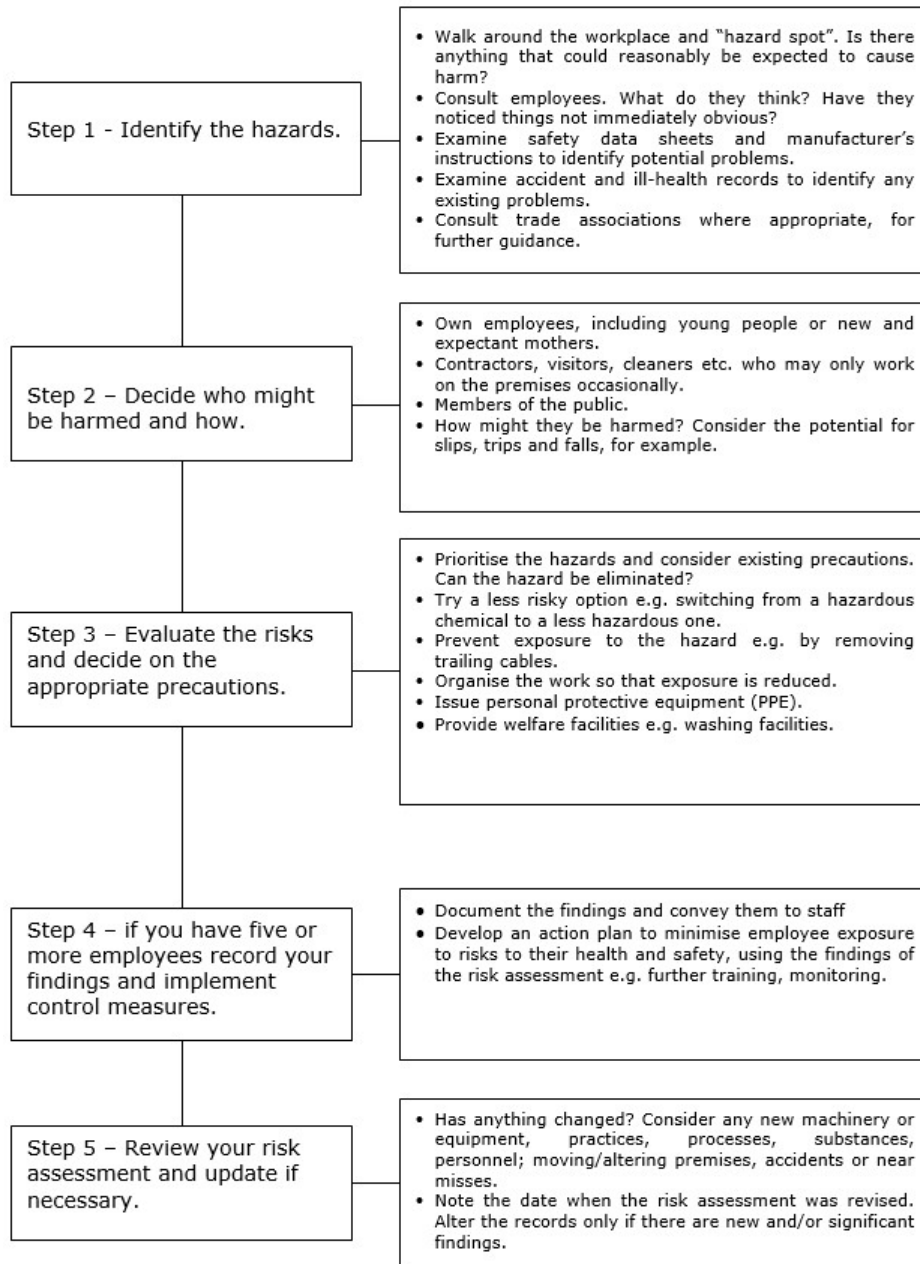 Step 1 - Identify the hazards.
• Walk around the workplace and “hazard spot”. Is there
anything that could reasonably be expected to cause
harm?
• Consult employees. What do they think? Have they
noticed things not immediately obvious?
• Examine safety data sheets and manufacturer’s
instructions to identify potential problems.
• Examine accident and ill-health records to identify any
existing problems.
• Consult trade associations where appropriate, for
further guidance.
Step 2 – Decide who might
be harmed and how.
• Own employees, including young people or new and
expectant mothers.
• Contractors, visitors, cleaners etc. who may only work
on the premises occasionally.
• Members of the public.
• How might they be harmed? Consider the potential for
slips, trips and falls, for example.
Step 3 – Evaluate the risks
and decide on the
appropriate precautions.
• Prioritise the hazards and consider existing precautions.
Can the hazard be eliminated?
• Try a less risky option e.g. switching from a hazardous
chemical to a less hazardous one.
• Prevent exposure to the hazard e.g. by removing
trailing cables.
• Organise the work so that exposure is reduced.
• Issue personal protective equipment (PPE).
• Provide welfare facilities e.g. washing facilities.
Step 4 – if you have five or
more employees record your
findings and implement
control measures.
• Document the findings and convey them to staff
• Develop an action plan to minimise employee exposure
to risks to their health and safety, using the findings of
the risk assessment e.g. further training, monitoring.
Step 5 – Review your risk
assessment and update if
necessary.
• Has anything changed? Consider any new machinery or
equipment, practices, processes, substances,
personnel; moving/altering premises, accidents or near
misses.
• Note the date when the risk assessment was revised.
Alter the records only if there are new and/or significant
findings.